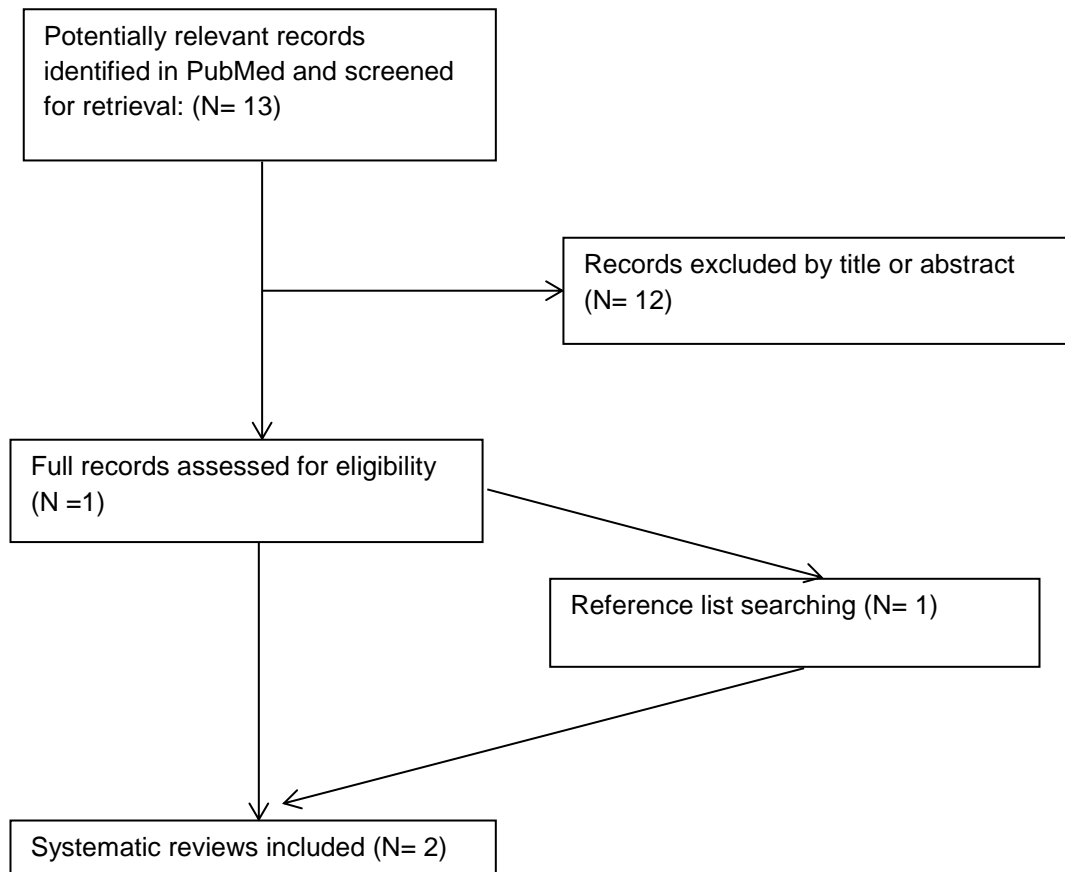 Potentially relevant records
identified in PubMed and screened
for retrieval: (N= 13)
Records excluded by title or abstract
(N= 12)
Full records assessed for eligibility
(N =1)
Reference list searching (N= 1)
Systematic reviews included (N= 2)